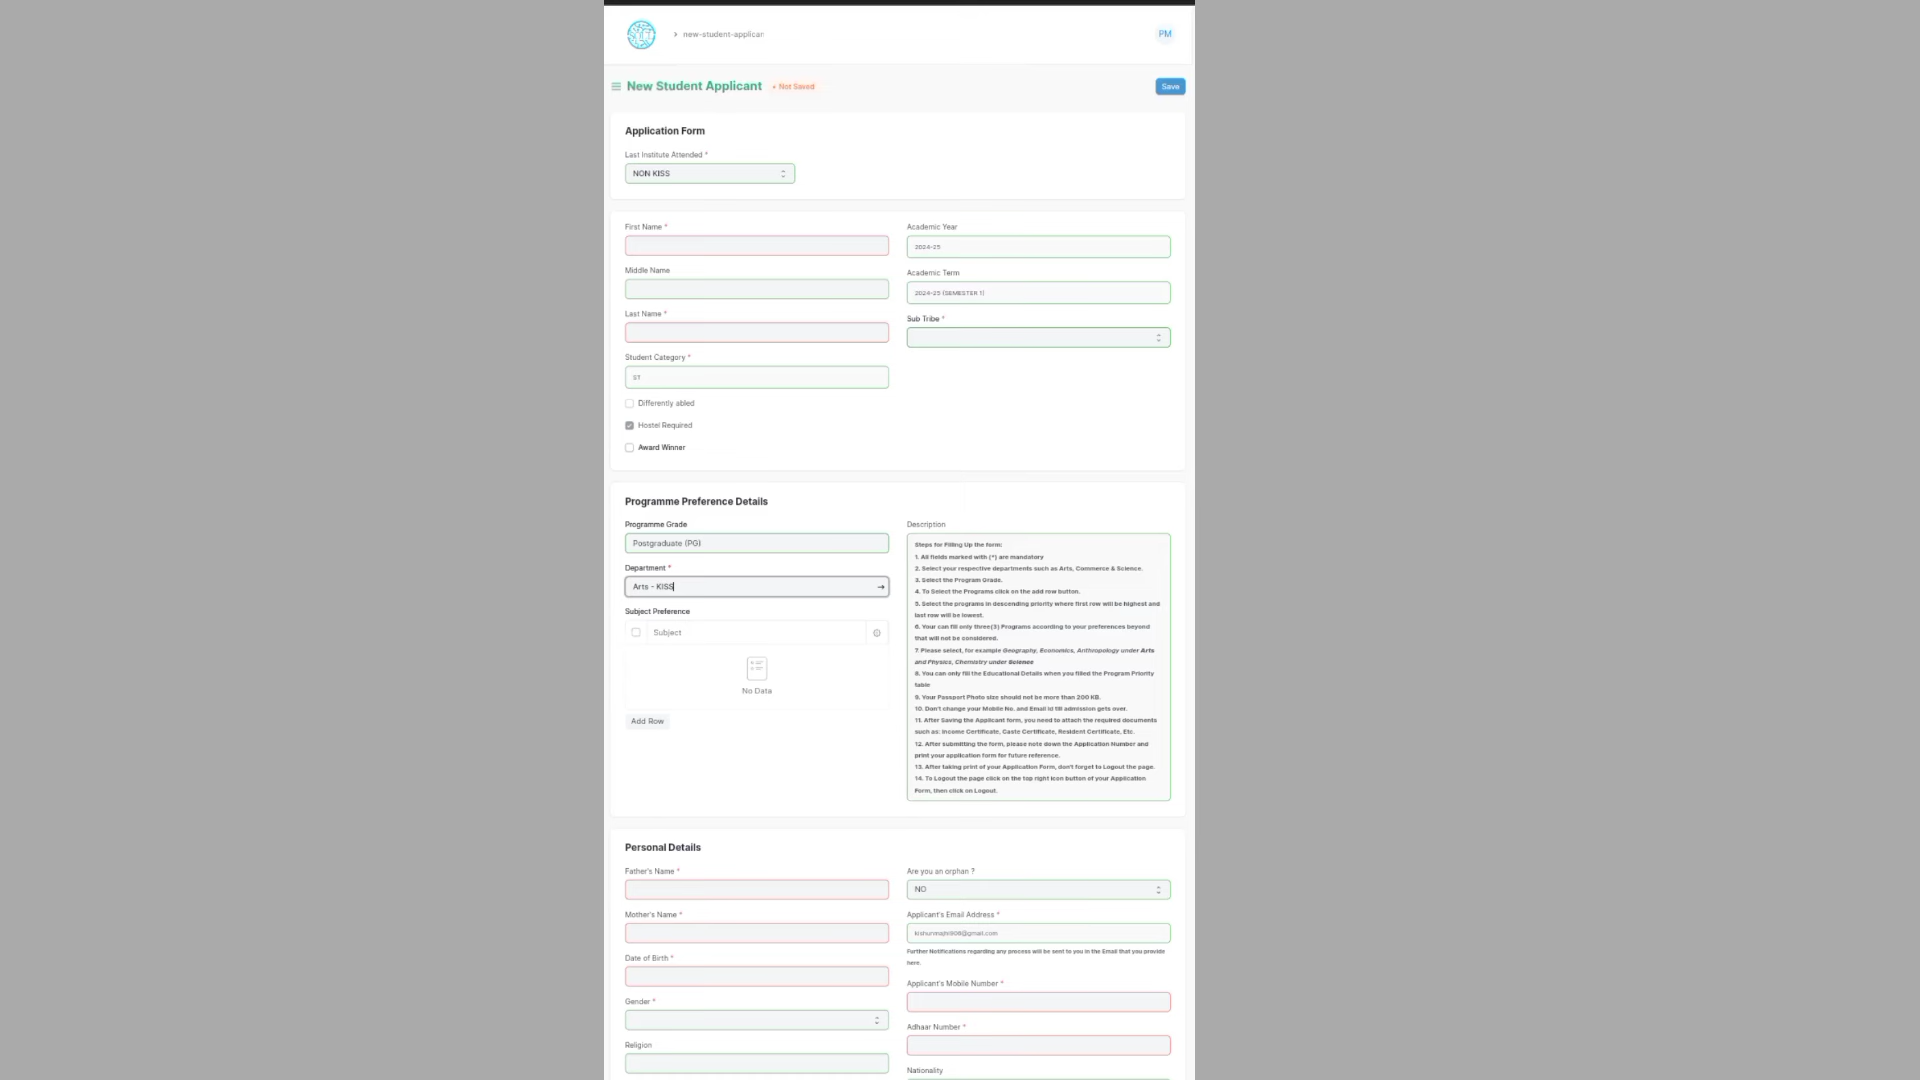 new-student-applican
PM
New Student Applicant
Not Saved
Save
Application Form
Last Institute Attended *
NON KISS
First Name *
Academic Year
2024-25
Middle Name
Academic Term
2024-25 (SEMESTER 1)
Last Name *
Sub Tribe *
Student Category *
ST
Differently abled
Hostel Required
Award Winner
Programme Preference Details
Programme Grade
Postgraduate (PG)
Department *
Arts - KISS
Subject Preference
Subject
No Data
Add Row
Description
Steps for Filling Up the form:
1. All fields marked with (*) are mandatory
2. Select your respective departments such as Arts, Commerce & Science.
3. Select the Program Grade.
4. To Select the Programs click on the add row button.
5. Select the programs in descending priority where first row will be highest and
last row will be lowest.
6. Your can fill only three(3) Programs according to your preferences beyond
that will not be considered.
7. Please select, for example Geography, Economics, Anthropology under Arts
and Physics, Chemistry under Science
8. You can only fill the Educational Details when you filled the Program Priority
table
9. Your Passport Photo size should not be more than 200 KB.
10. Don't change your Mobile No. and Email Id till admission gets over.
11. After Saving the Applicant form, you need to attach the required documents
such as: Income Certificate, Caste Certificate, Resident Certificate, Etc.
12. After submitting the form, please note down the Application Number and
print your application form for future reference.
13. After taking print of your Application Form, don't forget to Logout the page.
14. To Logout the page click on the top right icon button of your Application
Form, then click on Logout.
Personal Details
Father's Name *
Are you an orphan ?
NO
Mother's Name *
Applicant's Email Address *
Further Notifications regarding any process will be sent to you in the Email that you provide
here.
Date of Birth *
Applicant's Mobile Number *
Gender *
Adhaar Number *
Religion
Nationality